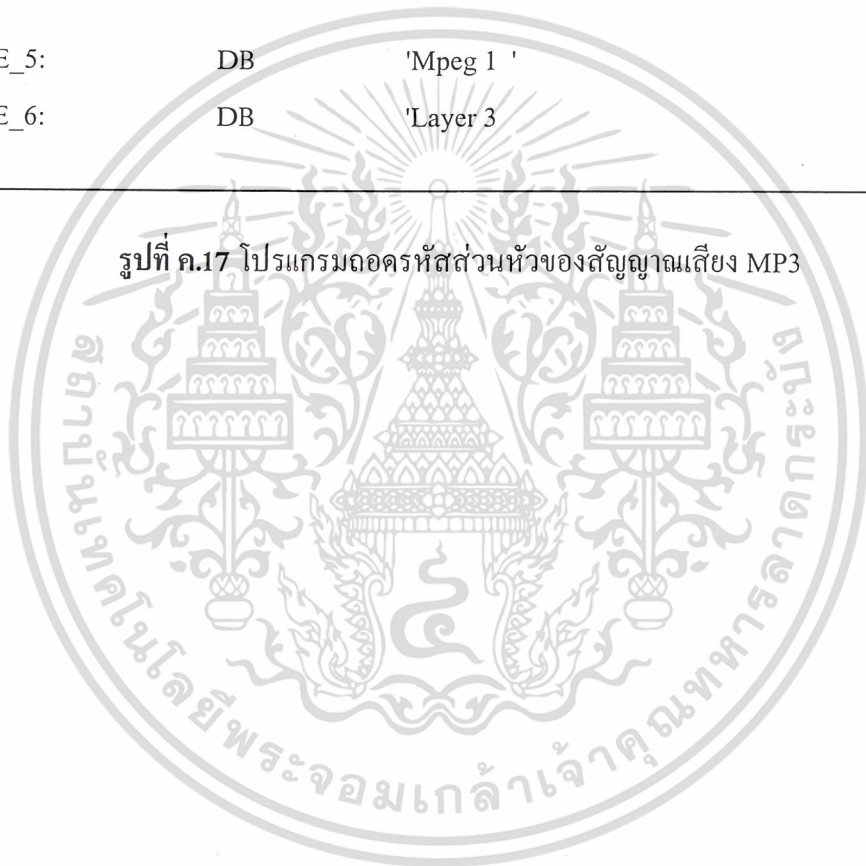 E_5: DB 'Mpeg 1 '
E_6: DB 'Layer 3
รูปที่ ค.17 โปรแกรมถอดรหัสส่วนหัวของสัญญาณเสียง MP3
สถาบันเทคโนโลยีพระจอมเกล้าเจ้าคุณทหารลาดกระบัง